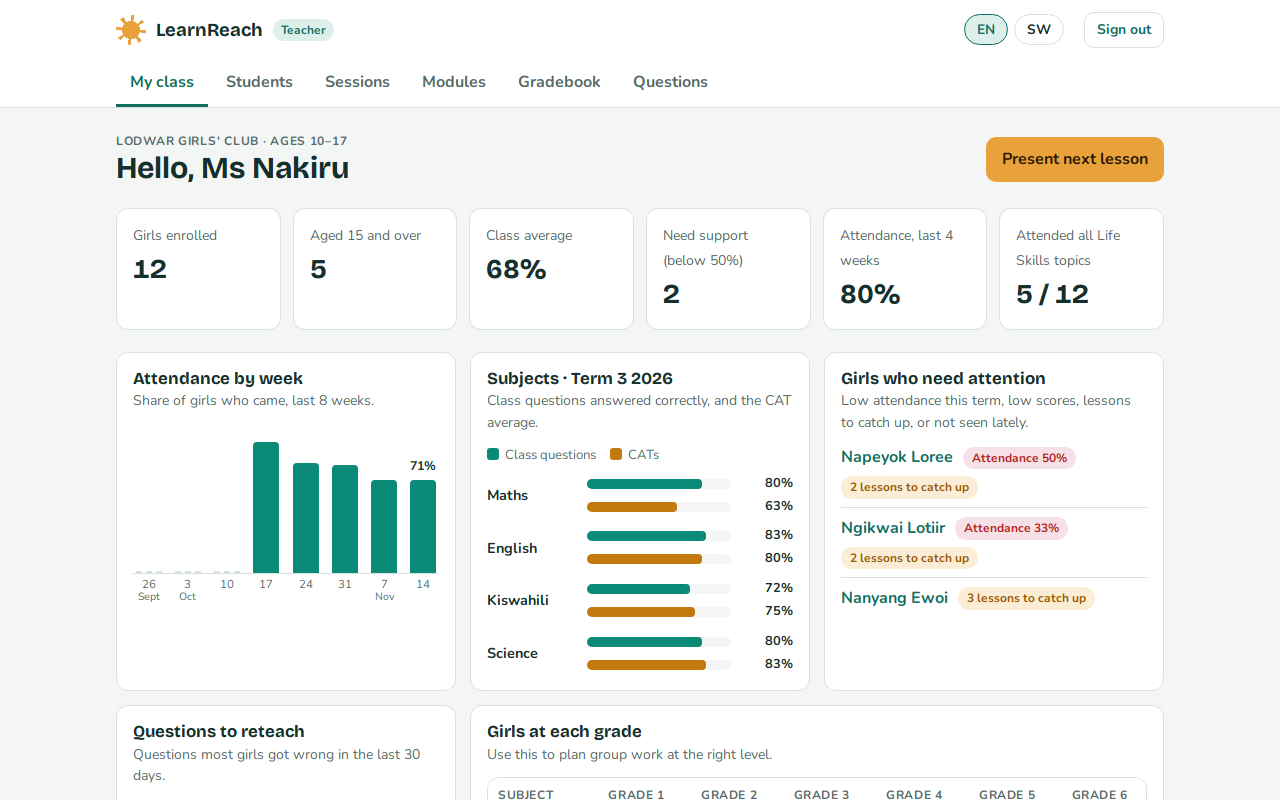 LearnReach
Teacher
EN
SW
Sign out
My class
Students
Sessions
Modules
Gradebook
Questions
LODWAR GIRLS' CLUB · AGES 10–17
Hello, Ms Nakiru
Present next lesson
Girls enrolled
12
Aged 15 and over
5
Class average
68%
Need support
(below 50%)
2
Attendance, last 4
weeks
80%
Attended all Life
Skills topics
5 / 12
Attendance by week
Share of girls who came, last 8 weeks.
71%
26
Sept
3
Oct
10
17
24
31
7
Nov
14
Subjects · Term 3 2026
Class questions answered correctly, and the CAT
average.
Class questions
CATs
Maths
80%
63%
English
83%
80%
Kiswahili
72%
75%
Science
80%
83%
Girls who need attention
Low attendance this term, low scores, lessons
to catch up, or not seen lately.
Napeyok Loree
Attendance 50%
2 lessons to catch up
Ngikwai Lotiir
Attendance 33%
2 lessons to catch up
Nanyang Ewoi
3 lessons to catch up
Questions to reteach
Questions most girls got wrong in the last 30
days.
Girls at each grade
Use this to plan group work at the right level.
SUBJECT
GRADE 1
GRADE 2
GRADE 3
GRADE 4
GRADE 5
GRADE 6